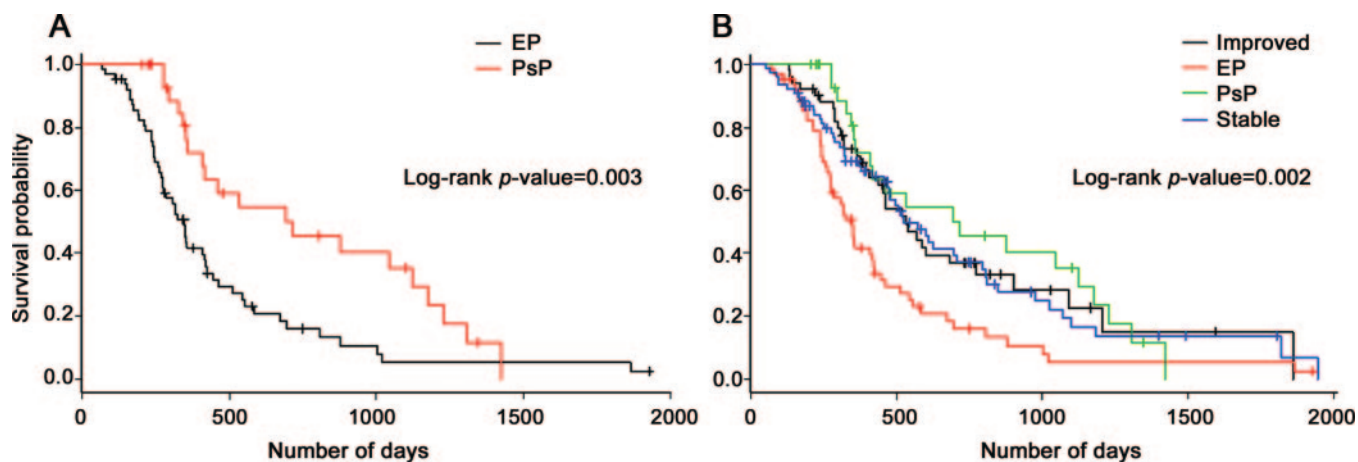 A
EP
PsP
Log-rank p-value=0.003
Survival probability
1.0
0.8
0.6
0.4
0.2
0.0
0 500 1000 1500 2000
Number of days
B
Improved
EP
PsP
Stable
Log-rank p-value=0.002
1.0
0.8
0.6
0.4
0.2
0.0
0 500 1000 1500 2000
Number of days